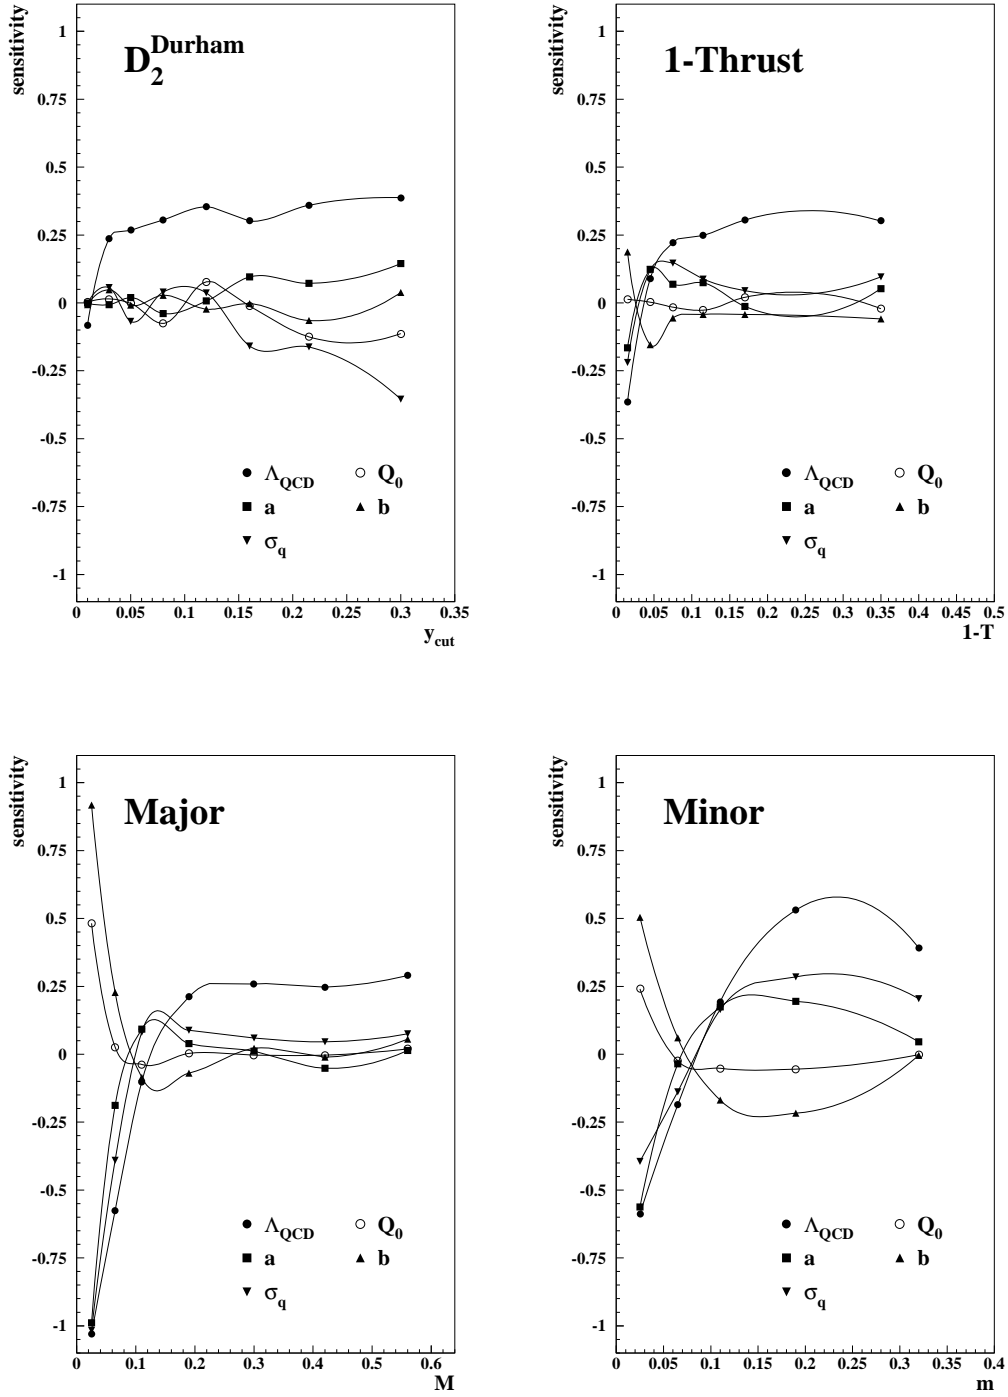 sensitivity
D2Durham
1
0.75
0.5
0.25
0
-0.25
-0.5
-0.75
-1
ΛQCD Q0
a b
σq
0 0.05 0.1 0.15 0.2 0.25 0.3 0.35
ycut
sensitivity
1-Thrust
1
0.75
0.5
0.25
0
-0.25
-0.5
-0.75
-1
ΛQCD Q0
a b
σq
0 0.05 0.1 0.15 0.2 0.25 0.3 0.35 0.4 0.45 0.5
1-T
sensitivity
Major
1
0.75
0.5
0.25
0
-0.25
-0.5
-0.75
-1
ΛQCD Q0
a b
σq
0 0.1 0.2 0.3 0.4 0.5 0.6
M
sensitivity
Minor
1
0.75
0.5
0.25
0
-0.25
-0.5
-0.75
-1
ΛQCD Q0
a b
σq
0 0.05 0.1 0.15 0.2 0.25 0.3 0.35 0.4
m